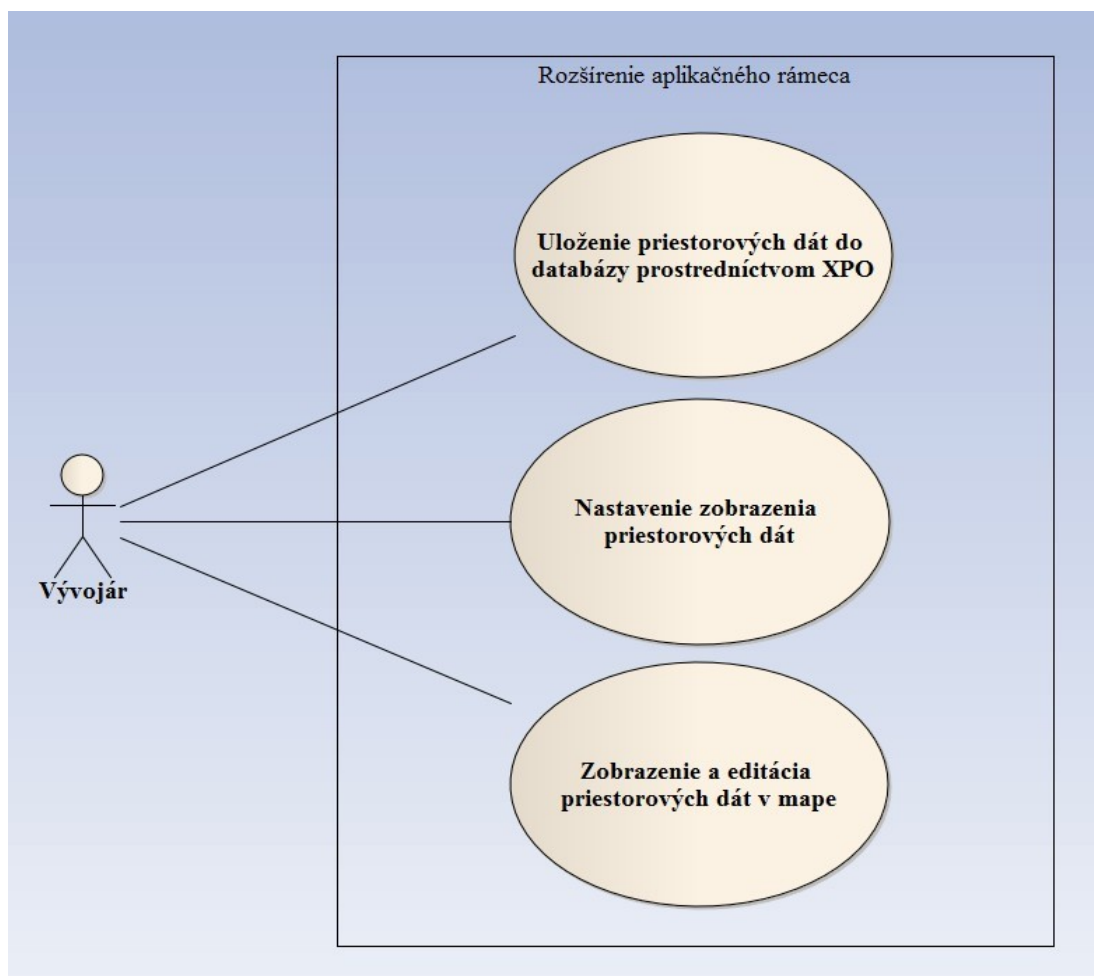 Rozšírenie aplikačného rámeca
Uloženie priestorových dát do
databázy prostredníctvom XPO
Nastavenie zobrazenia
priestorových dát
Vývojár
Zobrazenie a editácia
priestorových dát v mape